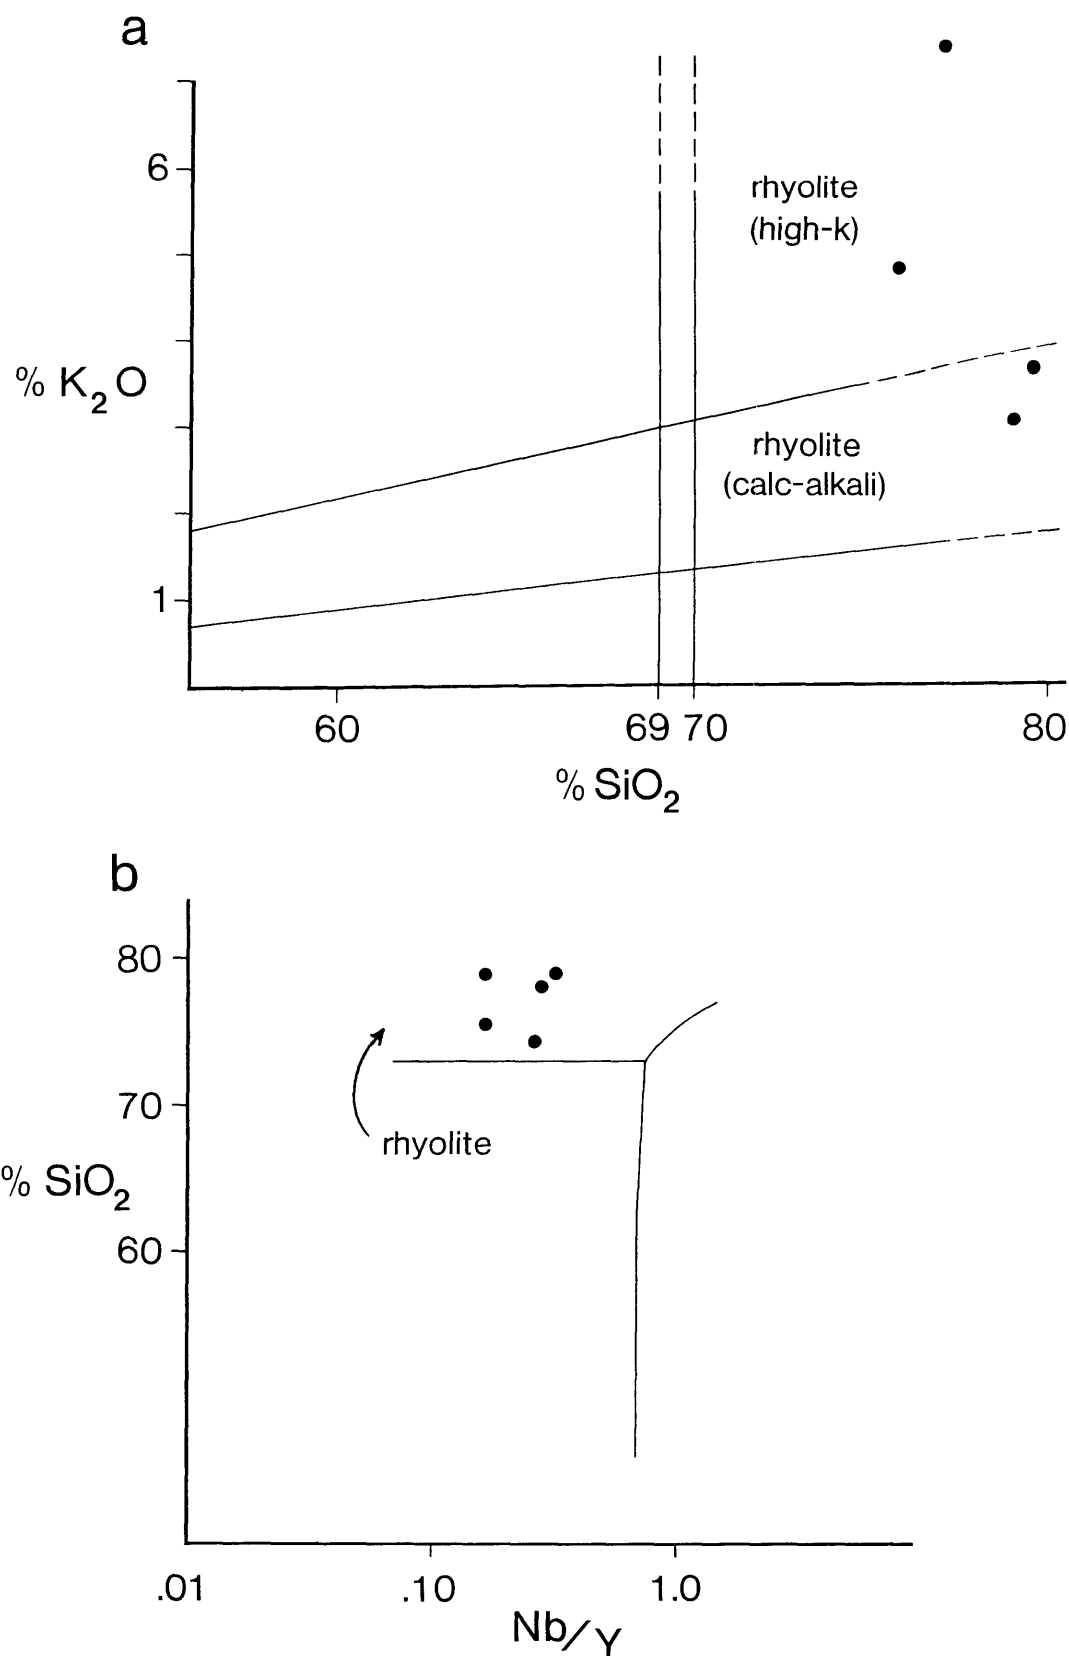 a
6
rhyolite
(high-k)
% K2O
rhyolite
(calc-alkali)
1
60
69 70
80
% SiO2
b
80
70
rhyolite
% SiO2
60
.01
.10
1.0
Nb/Y